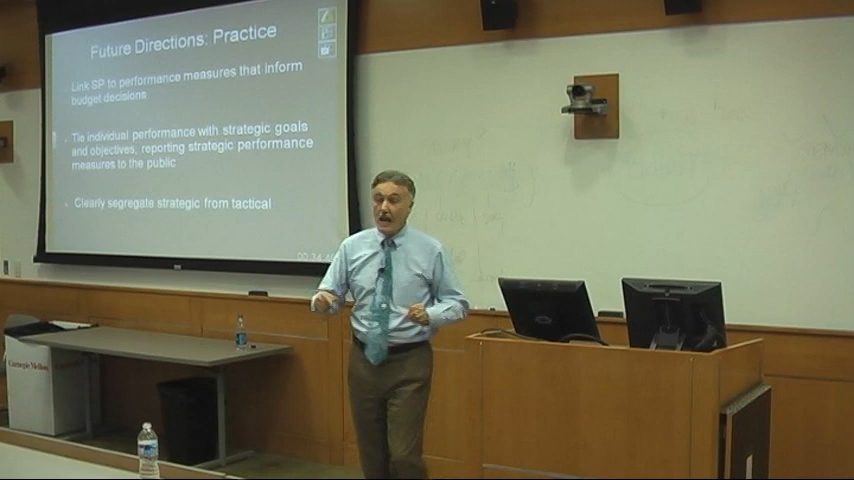 Future Directions: Practice
Link SP to performance measures that inform
budget decisions
Tie individual performance with strategic goals
and objectives, reporting strategic performance
measures to the public
Clearly segregate strategic from tactical
Carnegie Mellon